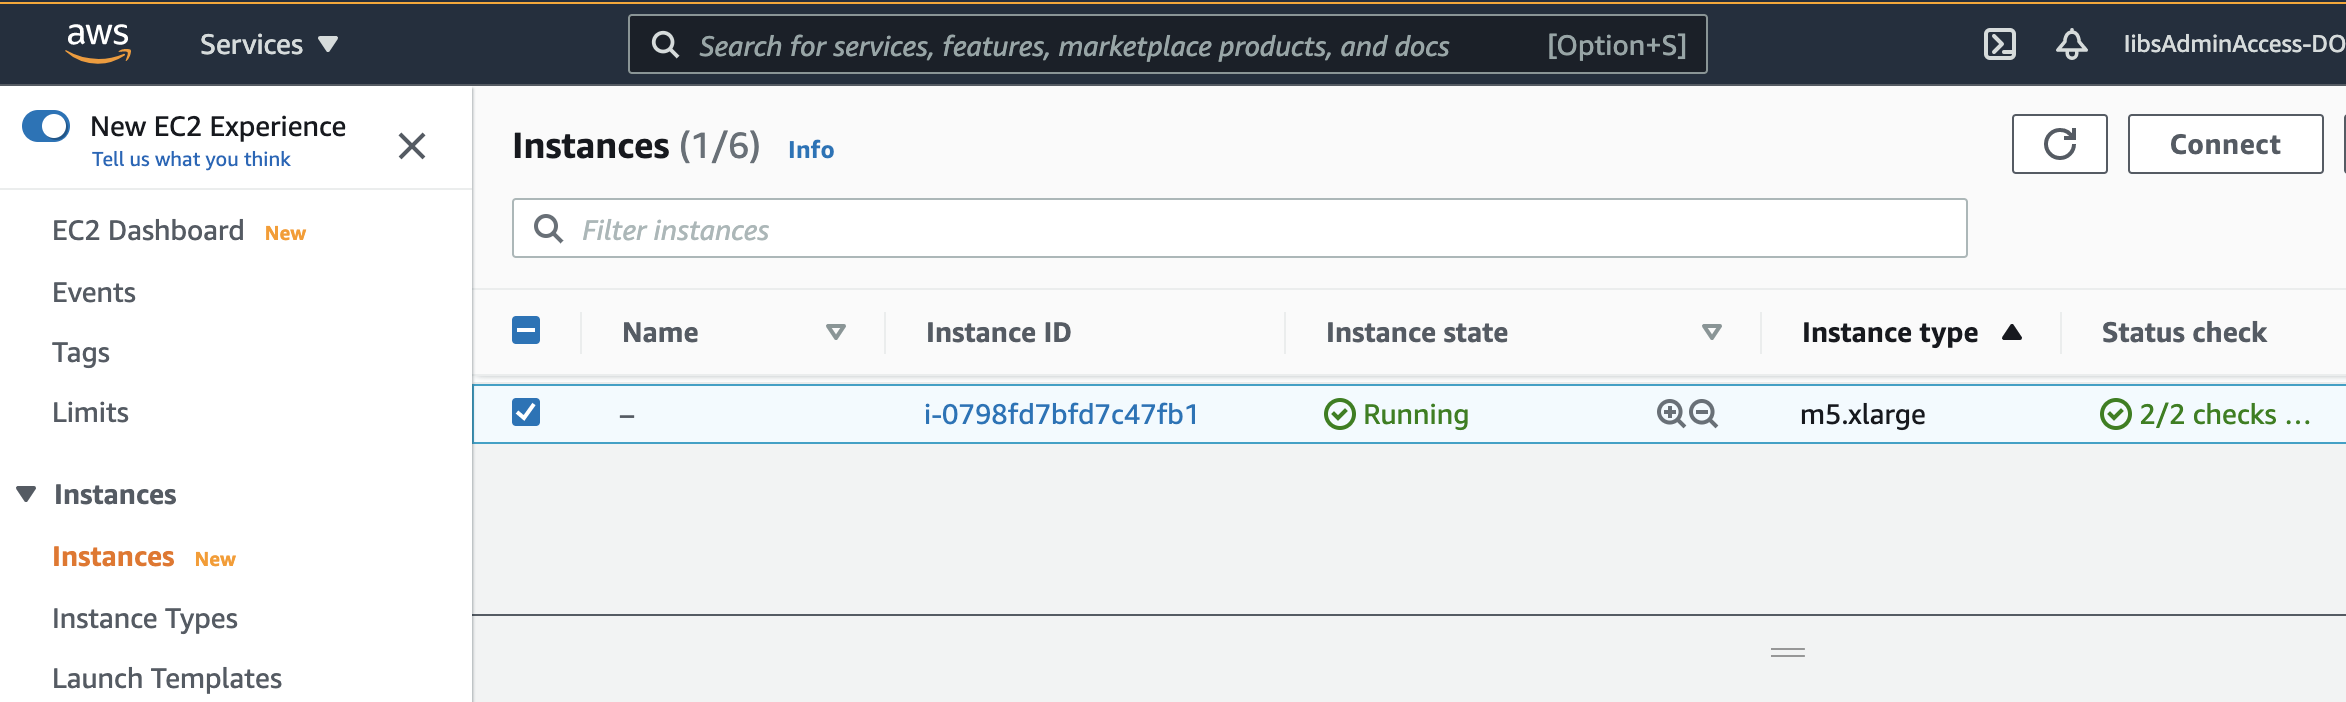 aws
Services
Search for services, features, marketplace products, and docs [Option+S]
IibsAdminAccess-DO
New EC2 Experience
Tell us what you think
EC2 Dashboard New
Events
Tags
Limits
Instances
Instances New
Instance Types
Launch Templates
Instances (1/6) Info
Connect
Filter instances
Name Instance ID Instance state Instance type Status check
– i-0798fd7bfd7c47fb1 Running m5.xlarge 2/2 checks ...